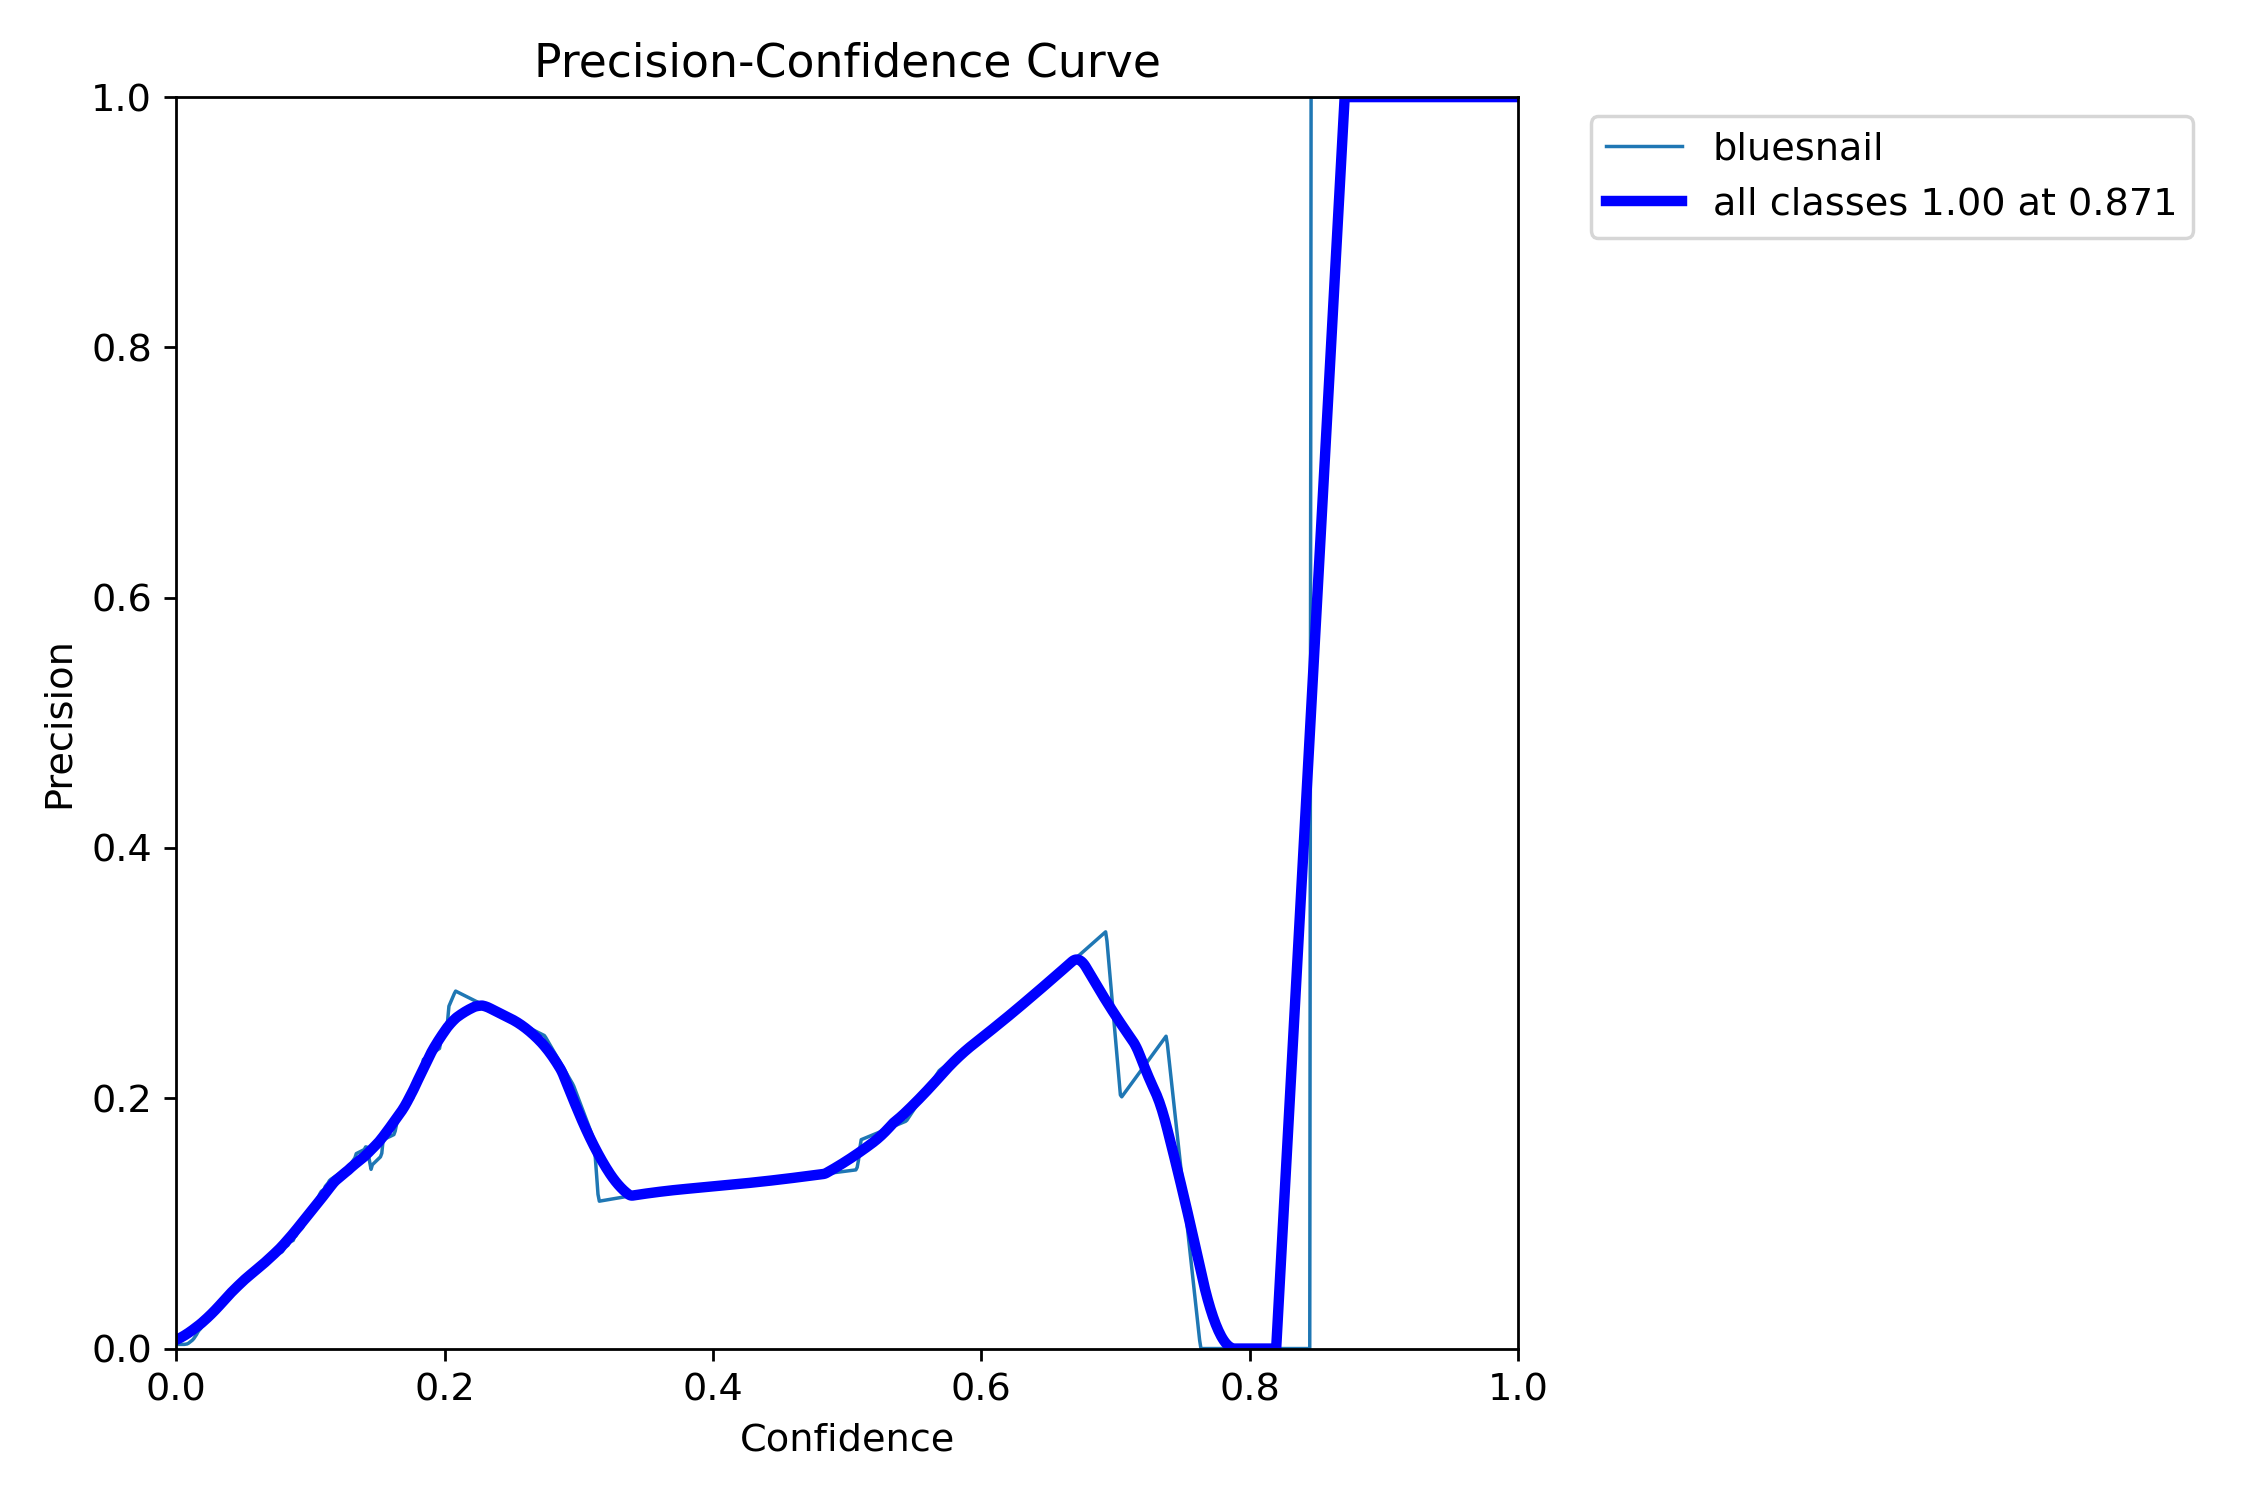 Precision-Confidence Curve
1.0
0.8
0.6
0.4
0.2
0.0
Precision
0.0 0.2 0.4 0.6 0.8 1.0
Confidence
bluesnail
all classes 1.00 at 0.871